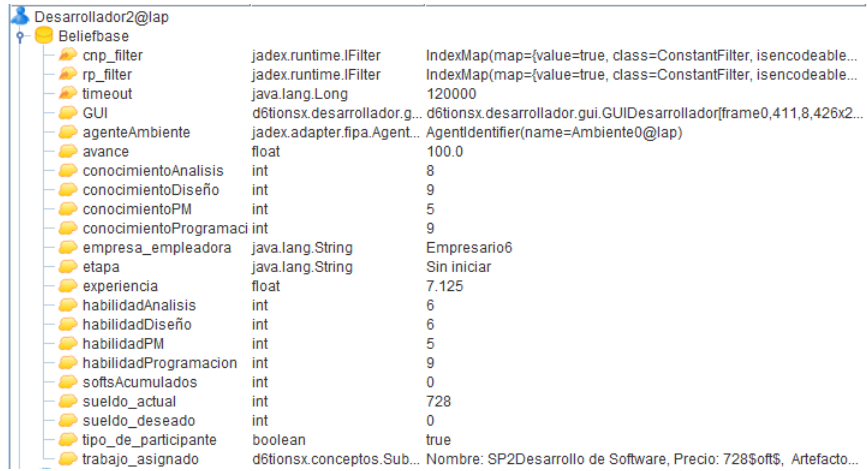 Desarrollador2@lap
Beliefbase
cnp_filter jadex.runtime.IFilter IndexMap(map={value=true, class=ConstantFilter, isencodeable...
rp_filter jadex.runtime.IFilter IndexMap(map={value=true, class=ConstantFilter, isencodeable...
timeout java.lang.Long 120000
GUI d6tionsx.desarrollador.g... d6tionsx.desarrollador.gui.GUIDesarrollador[frame0,411,8,426x2...
agenteAmbiente jadex.adapter.fipa.Agent... AgentIdentifier(name=Ambiente0@lap)
avance float 100.0
conocimientoAnalisis int 8
conocimientoDiseño int 9
conocimientoPM int 5
conocimientoProgramaci int 9
empresa_empleadora java.lang.String Empresario6
etapa java.lang.String Sin iniciar
experiencia float 7.125
habilidadAnalisis int 6
habilidadDiseño int 6
habilidadPM int 5
habilidadProgramacion int 9
softsAcumulados int 0
sueldo_actual int 728
sueldo_deseado int 0
tipo_de_participante boolean true
trabajo_asignado d6tionsx.conceptos.Sub... Nombre: SP2Desarrollo de Software, Precio: 728$oft$, Artefacto...